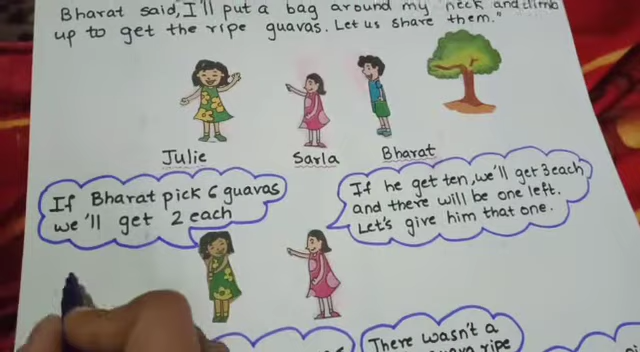 Bharat said, I'll put a bag around my neck and climb
up to get the ripe guavas. Let us share them."
Julie
Sarla
Bharat
If Bharat pick 6 guavas
we'll get 2 each
If he get ten, we'll get 3 each
and there will be one left.
Let's give him that one.
There wasn't a
ripe